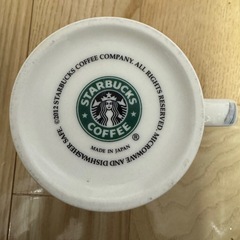 ©2012 STARBUCKS COFFEE COMPANY. ALL RIGHTS RESERVED. MICROWAVE AND DISHWASHER SAFE.
STARBUCKS
COFFEE
®
MADE IN JAPAN